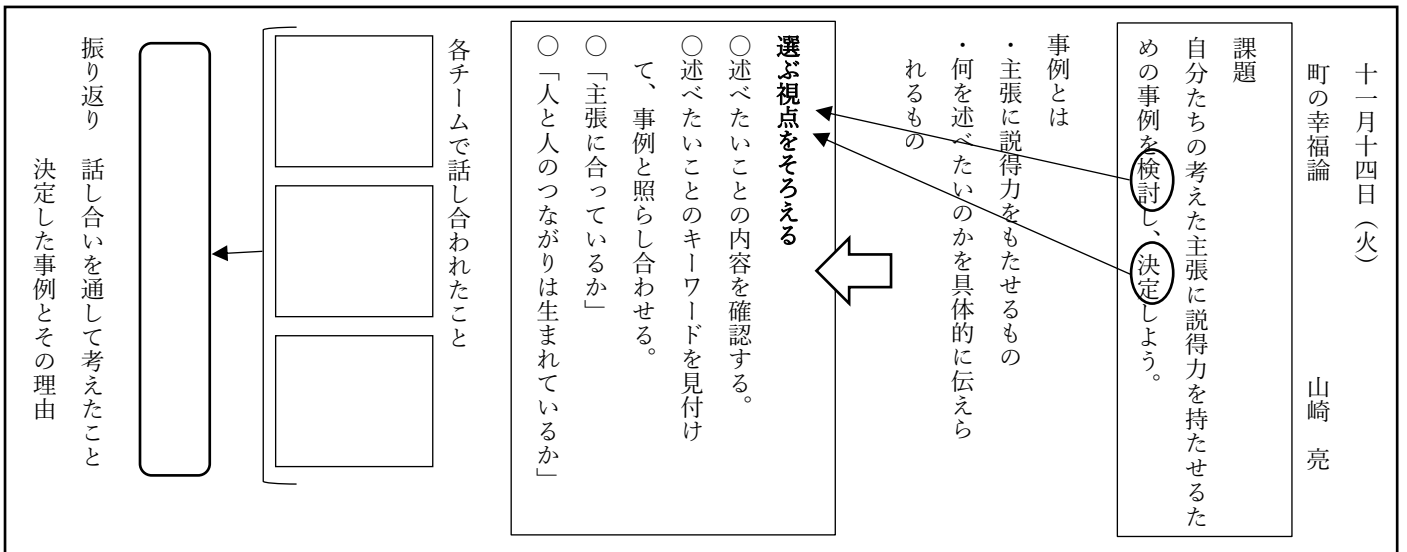 十一月十四日（火）
町の幸福論　　　　　　　山崎　亮
課題
自分たちの考えた主張に説得力を持たせるた
めの事例を検討し、決定しよう。
事例とは
・主張に説得力をもたせるもの
・何を述べたいのかを具体的に伝えら
れるもの
選ぶ視点をそろえる
○述べたいことの内容を確認する。
○述べたいことのキーワードを見付け
て、事例と照らし合わせる。
○「主張に合っているか」
○「人と人のつながりは生まれているか」
各チームで話し合われたこと
振り返り　話し合いを通して考えたこと
決定した事例とその理由